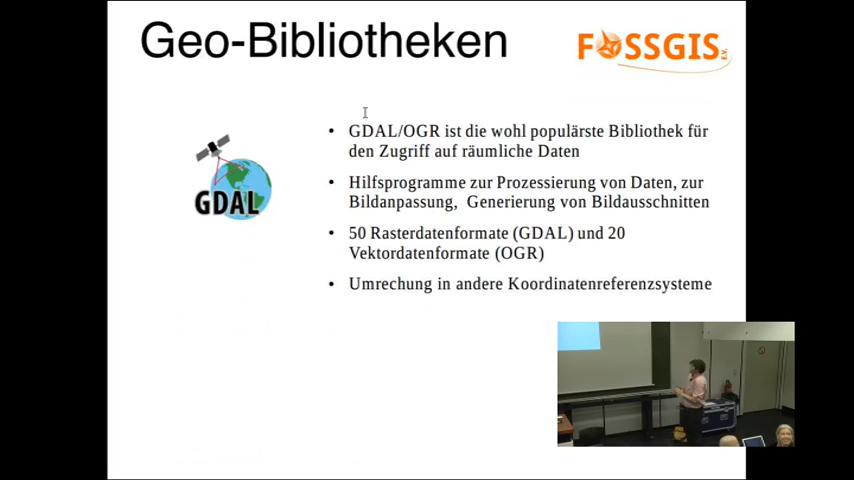 Geo-Bibliotheken
FOSSGIS e.V.
GDAL
• GDAL/OGR ist die wohl populärste Bibliothek für
den Zugriff auf räumliche Daten
• Hilfsprogramme zur Prozessierung von Daten, zur
Bildanpassung, Generierung von Bildausschnitten
• 50 Rasterdatenformate (GDAL) und 20
Vektordatenformate (OGR)
• Umrechung in andere Koordinatenreferenzsysteme